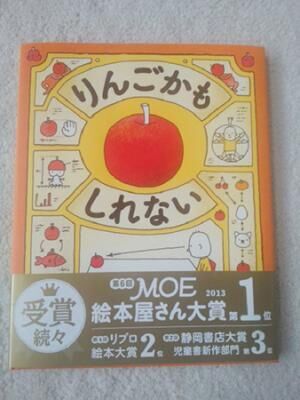 りんごかも
しれない
受賞
続々
第6回 MOE 2013
絵本屋さん大賞 第1位
リブロ
絵本大賞 2位
静岡書店大賞
児童書新作部門 第3位